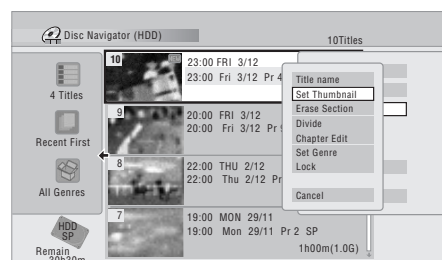 Disc Navigator (HDD)
10Titles
4 Titles
Recent First
All Genres
HDD
SP
Remain
30h30m
10
23:00 FRI 3/12
23:00 Fri 3/12 Pr 4
9
20:00 FRI 3/12
20:00 Fri 3/12 Pr
8
22:00 THU 2/12
22:00 Thu 2/12 Pr
7
19:00 MON 29/11
19:00 Mon 29/11 Pr 2 SP
1h00m(1.0G)
Title name
Set Thumbnail
Erase Section
Divide
Chapter Edit
Set Genre
Lock
Cancel